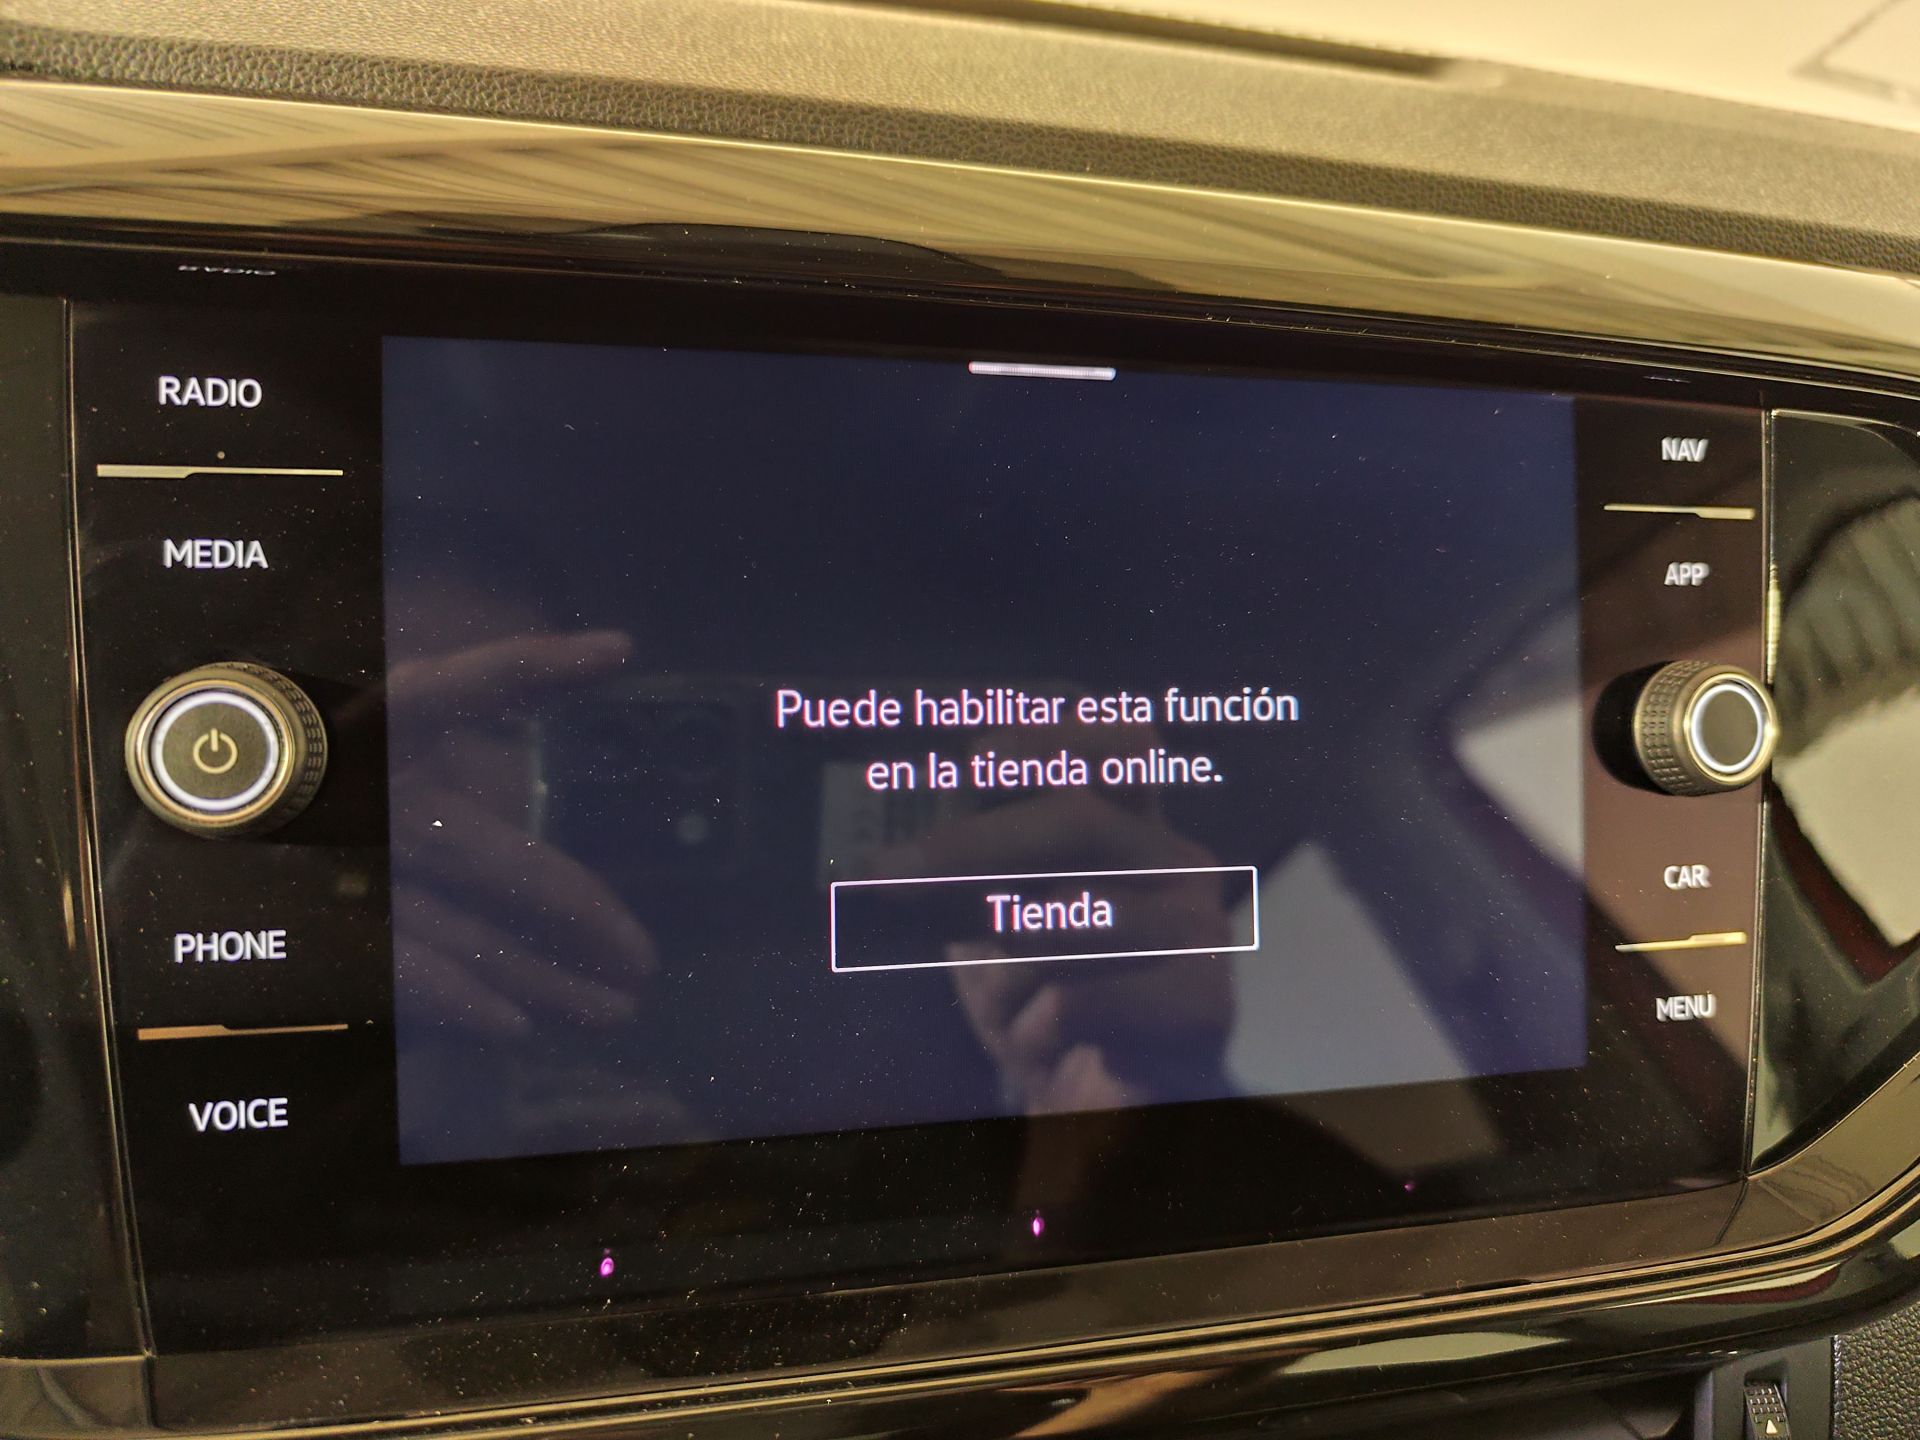 RADIO
MEDIA
PHONE
VOICE
Puede habilitar esta función
en la tienda online.
Tienda
NAV
APP
CAR
MENU